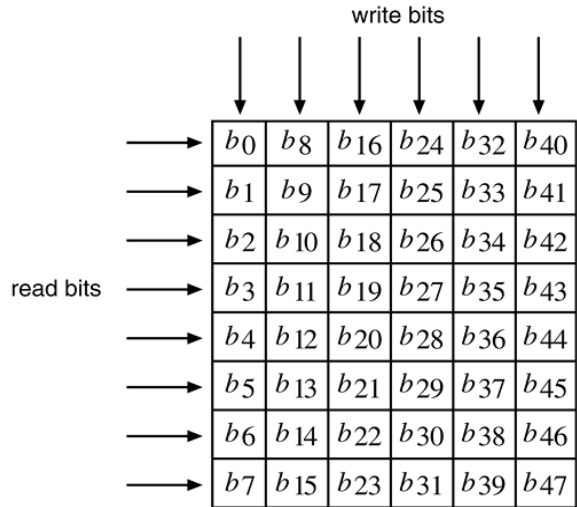 write bits
b0 b8 b16 b24 b32 b40
b1 b9 b17 b25 b33 b41
b2 b10 b18 b26 b34 b42
read bits
b3 b11 b19 b27 b35 b43
b4 b12 b20 b28 b36 b44
b5 b13 b21 b29 b37 b45
b6 b14 b22 b30 b38 b46
b7 b15 b23 b31 b39 b47